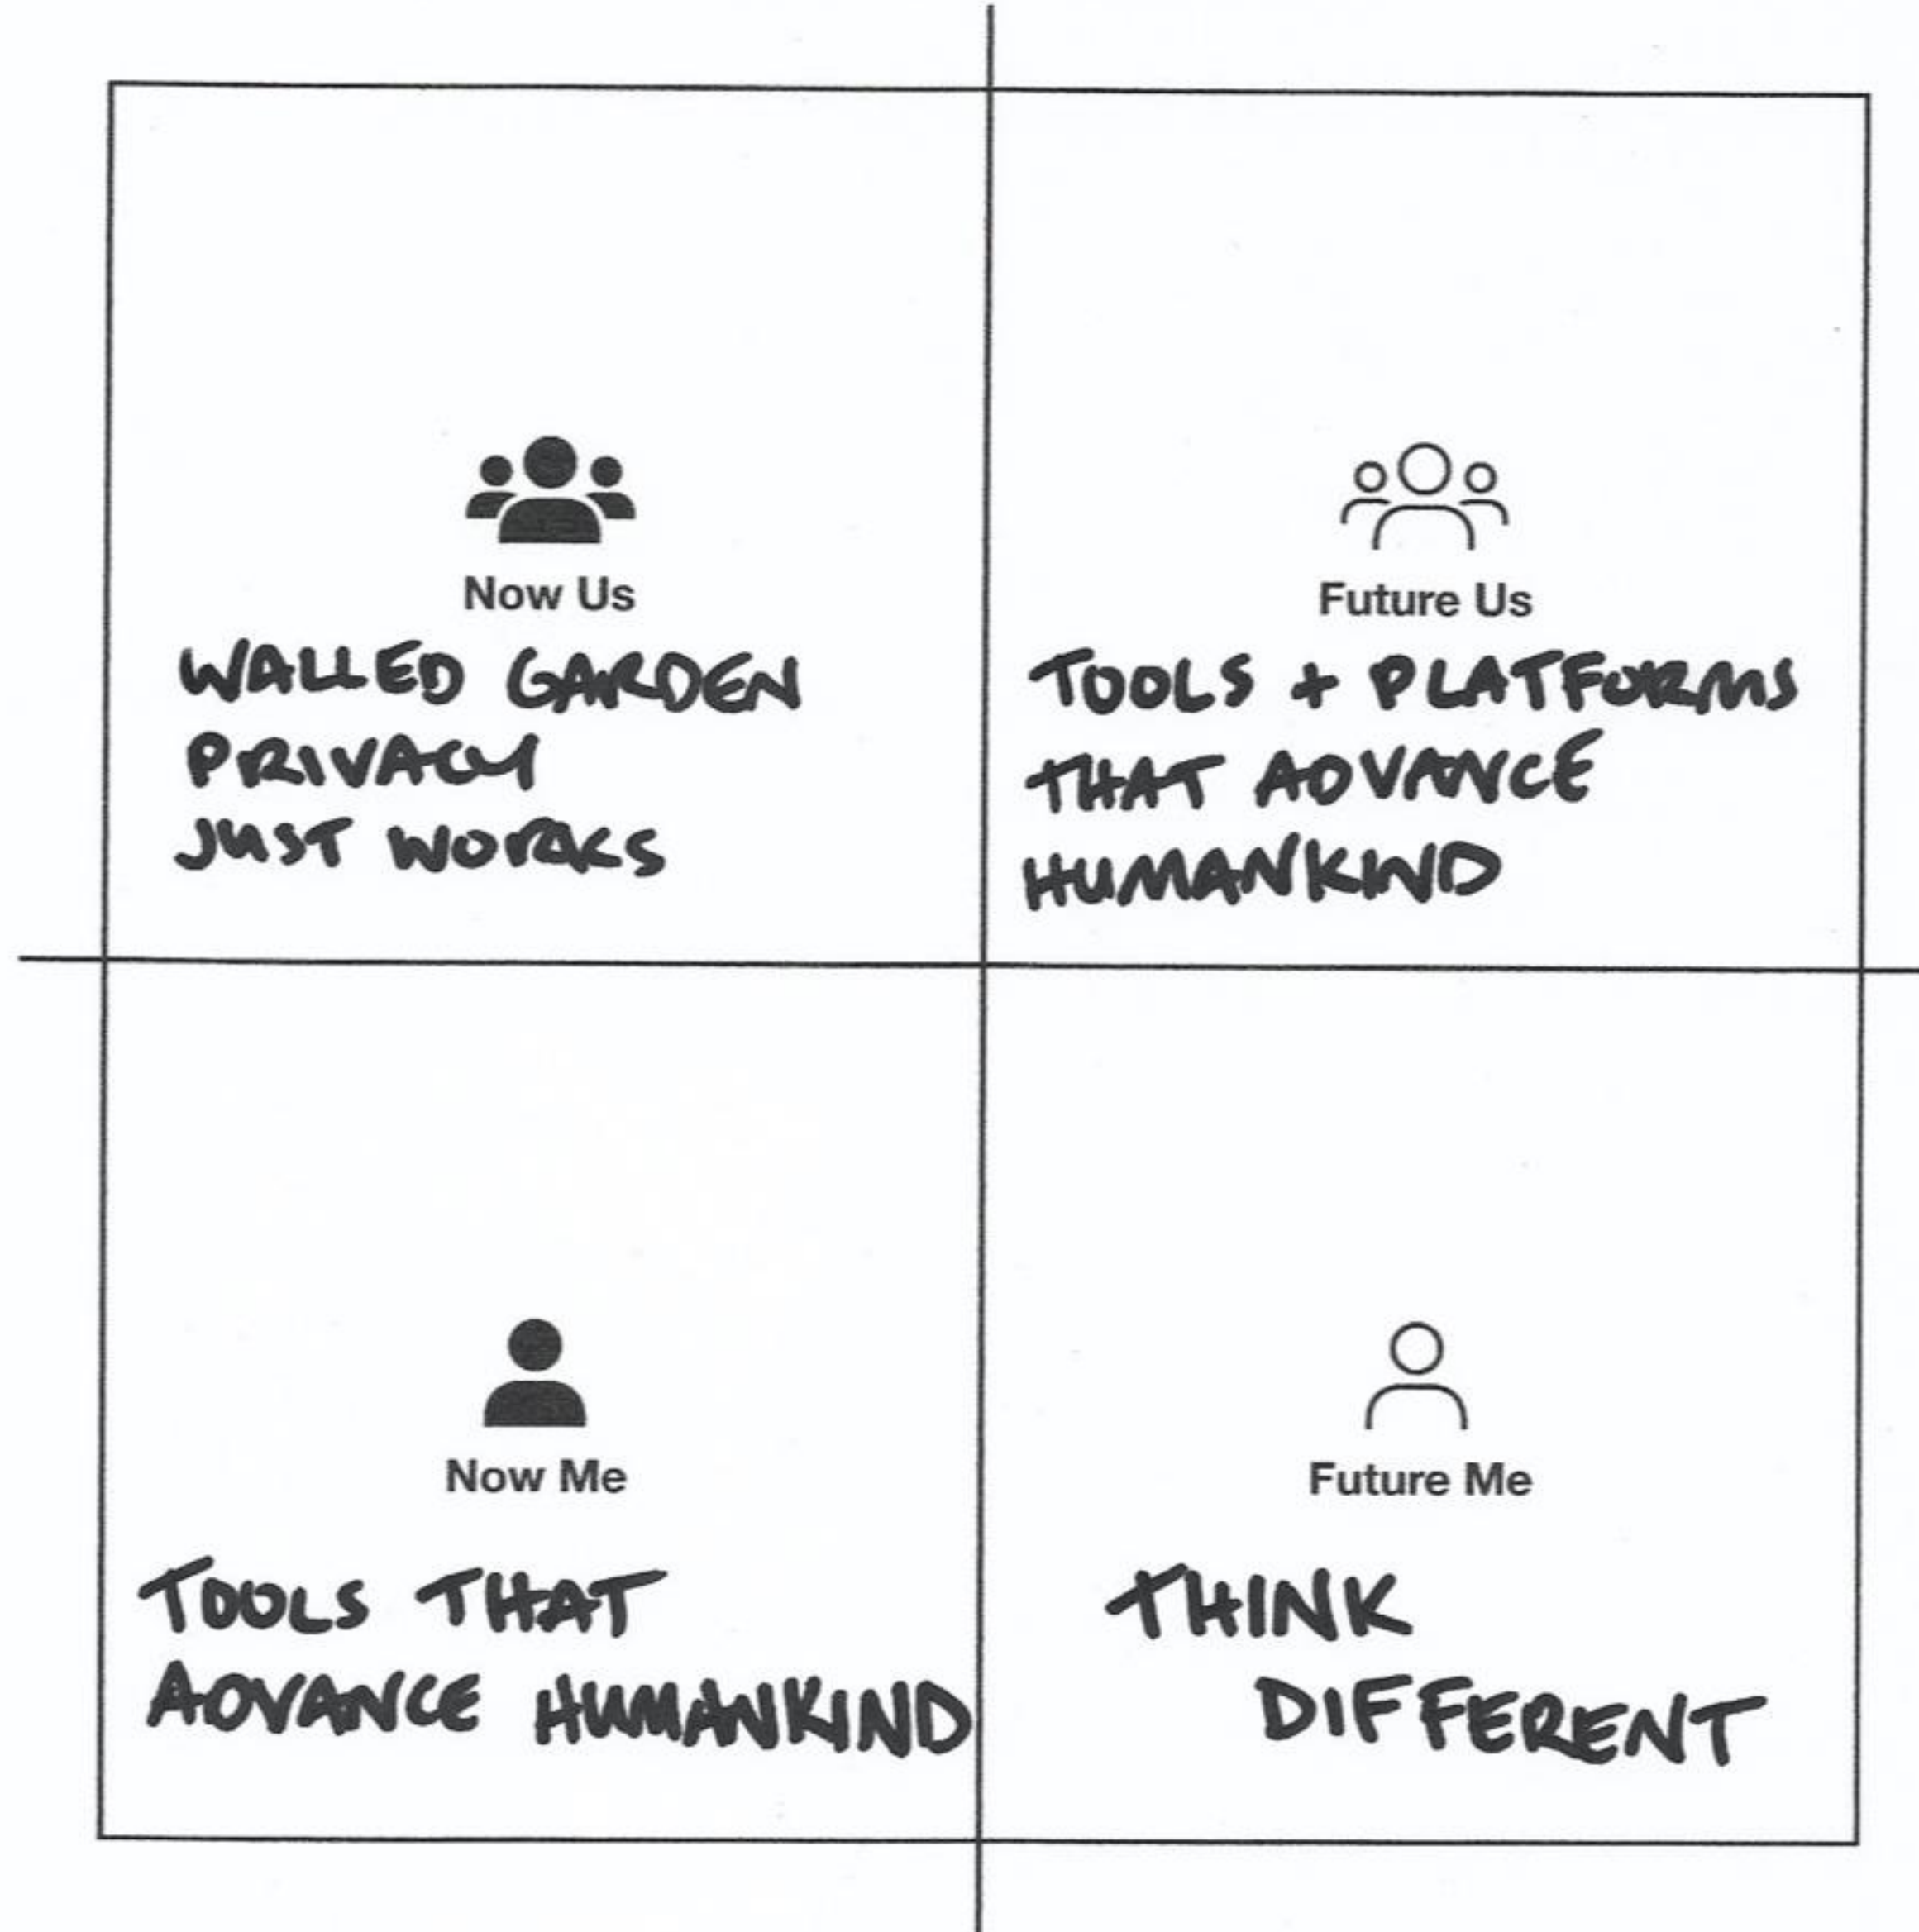 Now Us
WALLED GARDEN
PRIVACY
JUST WORKS
Future Us
TOOLS + PLATFORMS
THAT ADVANCE
HUMANKIND
Now Me
TOOLS THAT
ADVANCE HUMANKIND
Future Me
THINK
DIFFERENT